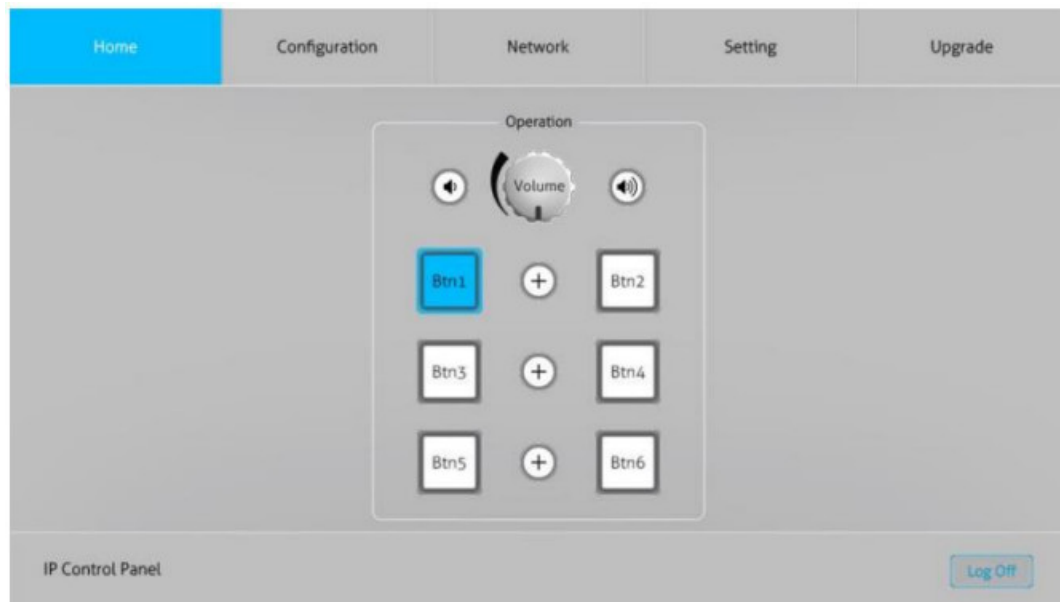 Home Configuration Network Setting Upgrade
Operation
Volume
Btn1 + Btn2
Btn3 + Btn4
Btn5 + Btn6
IP Control Panel Log Off